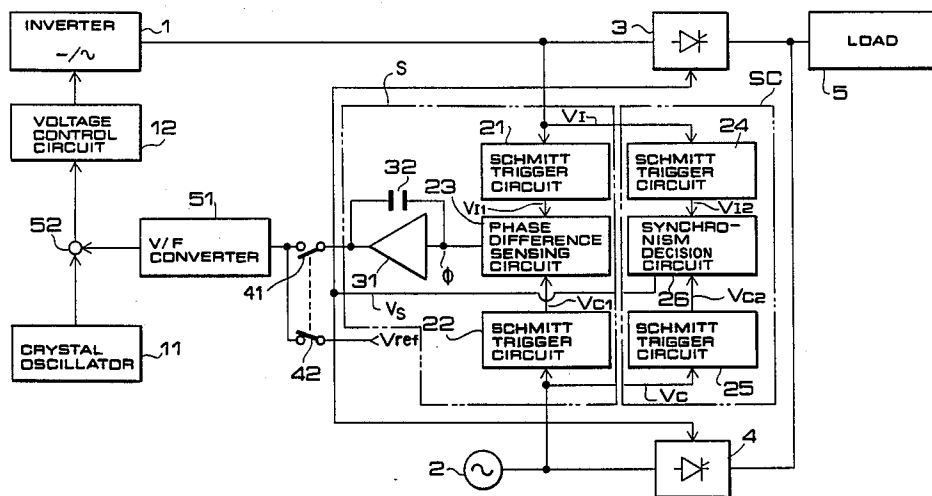 INVERTER
-/~
1
3
LOAD
5
S
SC
VOLTAGE
CONTROL
CIRCUIT
12
VI
21
24
SCHMITT
TRIGGER
CIRCUIT
SCHMITT
TRIGGER
CIRCUIT
32
23
VI1
VI2
51
52
V/F
CONVERTER
41
31
ϕ
PHASE
DIFFERENCE
SENSING
CIRCUIT
SYNCHRO-
NISM
DECISION
CIRCUIT
26
VS
VC1
VC2
22
42
Vref
SCHMITT
TRIGGER
CIRCUIT
SCHMITT
TRIGGER
CIRCUIT
25
CRYSTAL
OSCILLATOR
11
VC
2
~
4